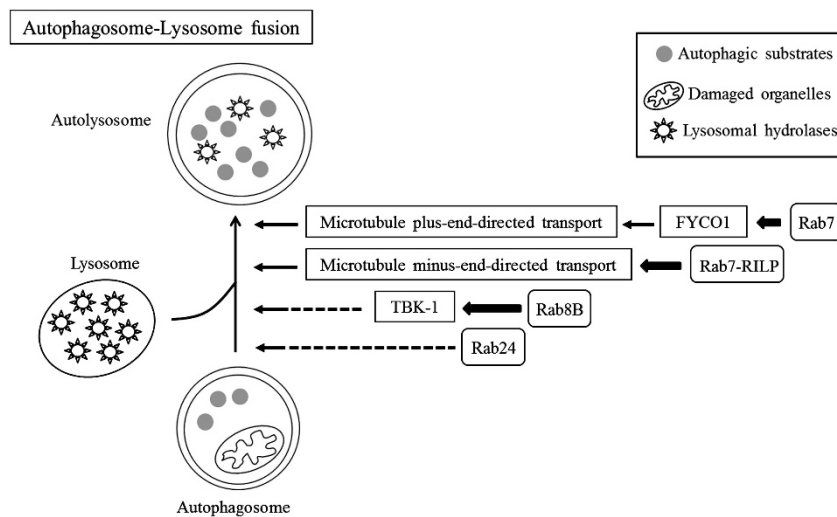 Autophagosome-Lysosome fusion
Autophagic substrates
Damaged organelles
Lysosomal hydrolases
Autolysosome
Microtubule plus-end-directed transport
FYCO1
Rab7
Lysosome
Microtubule minus-end-directed transport
Rab7-RILP
TBK-1
Rab8B
Rab24
Autophagosome